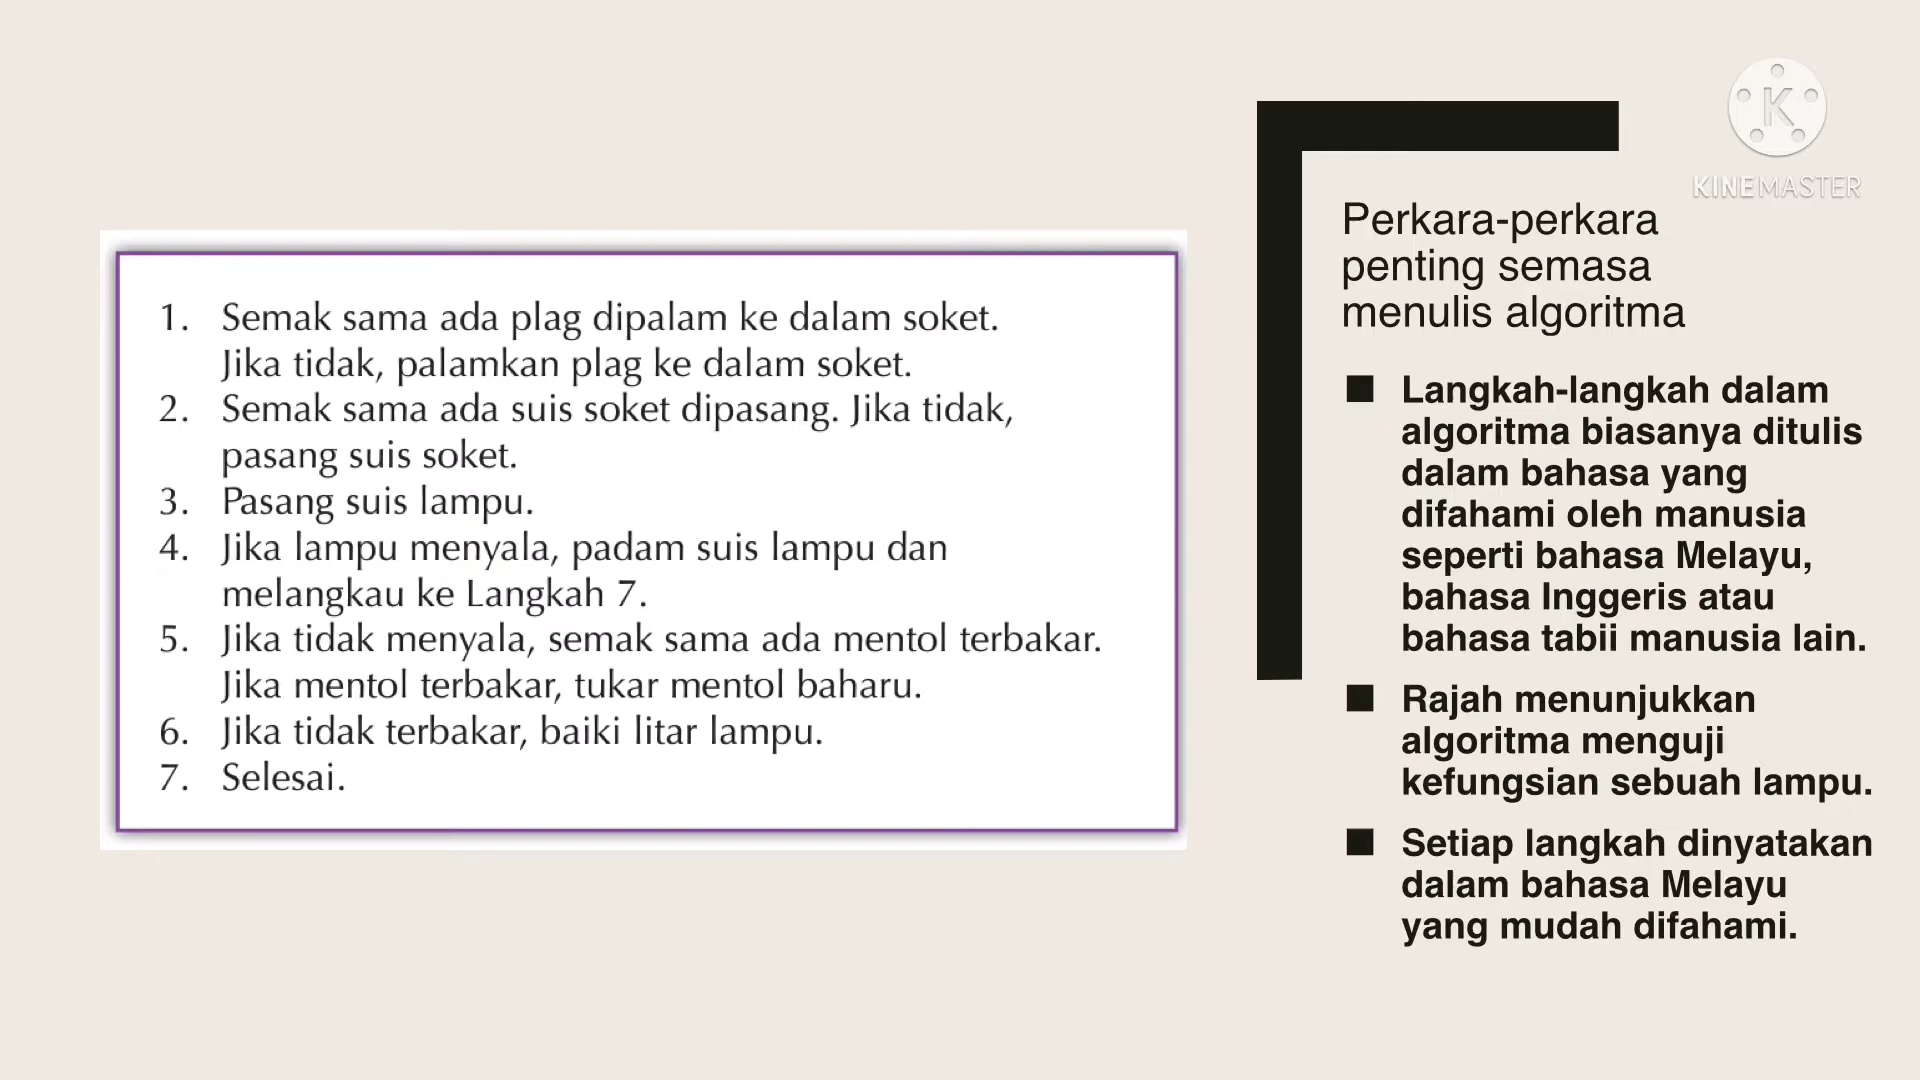 1. Semak sama ada plag dipalam ke dalam soket.
Jika tidak, palamkan plag ke dalam soket.
2. Semak sama ada suis soket dipasang. Jika tidak,
pasang suis soket.
3. Pasang suis lampu.
4. Jika lampu menyala, padam suis lampu dan
melangkau ke Langkah 7.
5. Jika tidak menyala, semak sama ada mentol terbakar.
Jika mentol terbakar, tukar mentol baharu.
6. Jika tidak terbakar, baiki litar lampu.
7. Selesai.
K
KINEMASTER
Perkara-perkara
penting semasa
menulis algoritma
■ Langkah-langkah dalam
algoritma biasanya ditulis
dalam bahasa yang
difahami oleh manusia
seperti bahasa Melayu,
bahasa Inggeris atau
bahasa tabii manusia lain.
■ Rajah menunjukkan
algoritma menguji
kefungsian sebuah lampu.
■ Setiap langkah dinyatakan
dalam bahasa Melayu
yang mudah difahami.